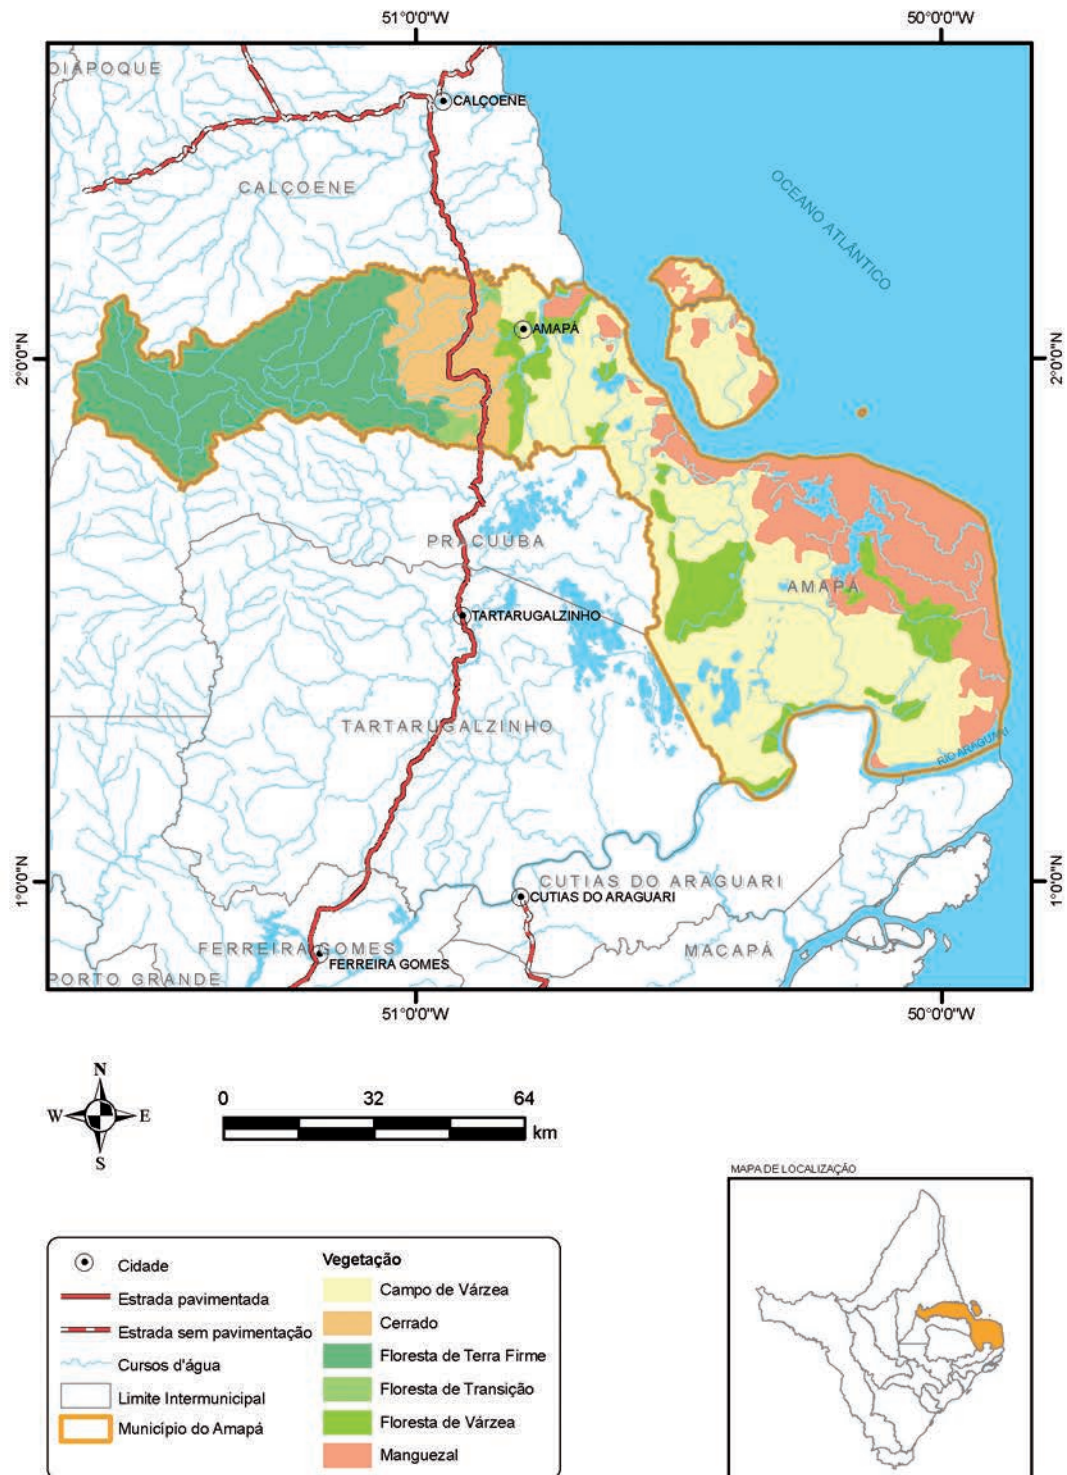 51°0'0"W
50°0'0"W
OIAPOQUE
CALÇOENE
CALÇOENE
OCEANO ATLÂNTICO
2°0'0"N
AMAPÁ
2°0'0"N
PRACUÚBA
AMAPÁ
TARTARUGALZINHO
TARTARUGALZINHO
RIO ARAGUARI
1°0'0"N
CUTIAS DO ARAGUARI
CUTIAS DO ARAGUARI
1°0'0"N
FERREIRA GOMES
MACAPÁ
FERREIRA GOMES
PORTO GRANDE
51°0'0"W
50°0'0"W
N
W E
S
0 32 64
km
MAPA DE LOCALIZAÇÃO
Cidade
Estrada pavimentada
Estrada sem pavimentação
Cursos d'água
Limite Intermunicipal
Município do Amapá
Vegetação
Campo de Várzea
Cerrado
Floresta de Terra Firme
Floresta de Transição
Floresta de Várzea
Manguezal